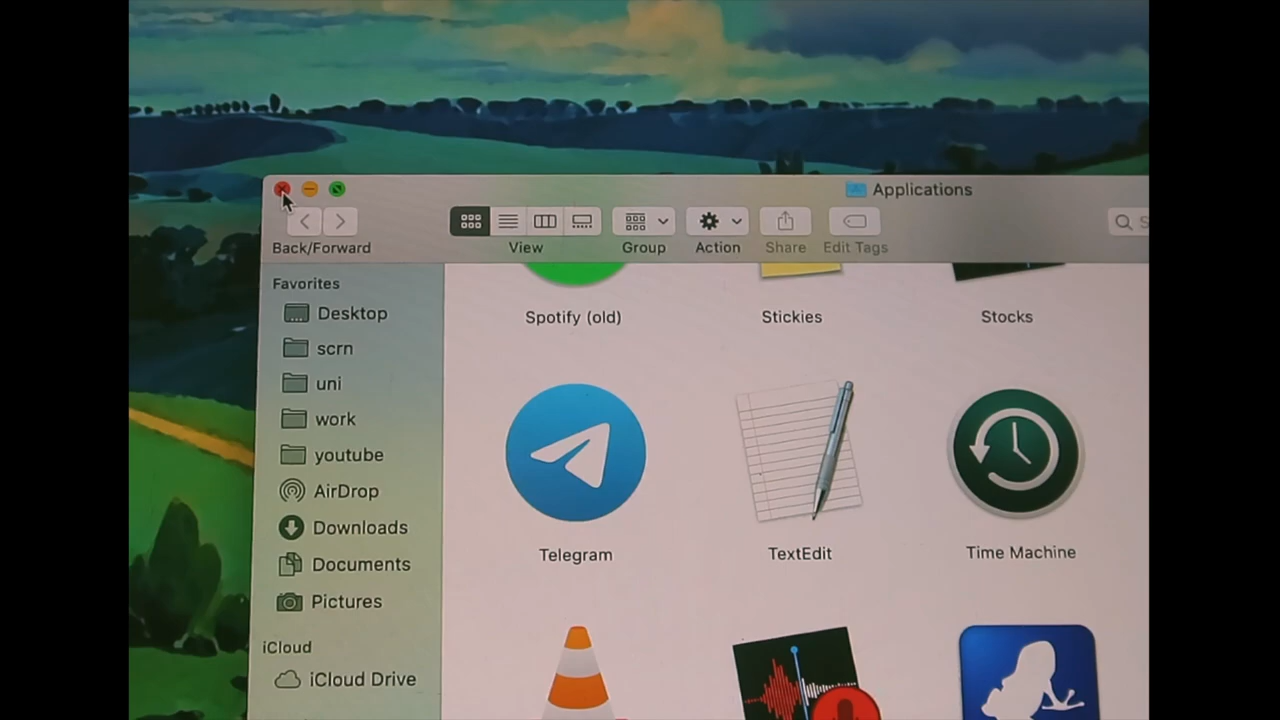 Applications
Back/Forward
View
Group
Action
Share
Edit Tags
S
Favorites
Desktop
scrn
uni
work
youtube
AirDrop
Downloads
Documents
Pictures
iCloud
iCloud Drive
Spotify (old)
Stickies
Stocks
Telegram
TextEdit
Time Machine